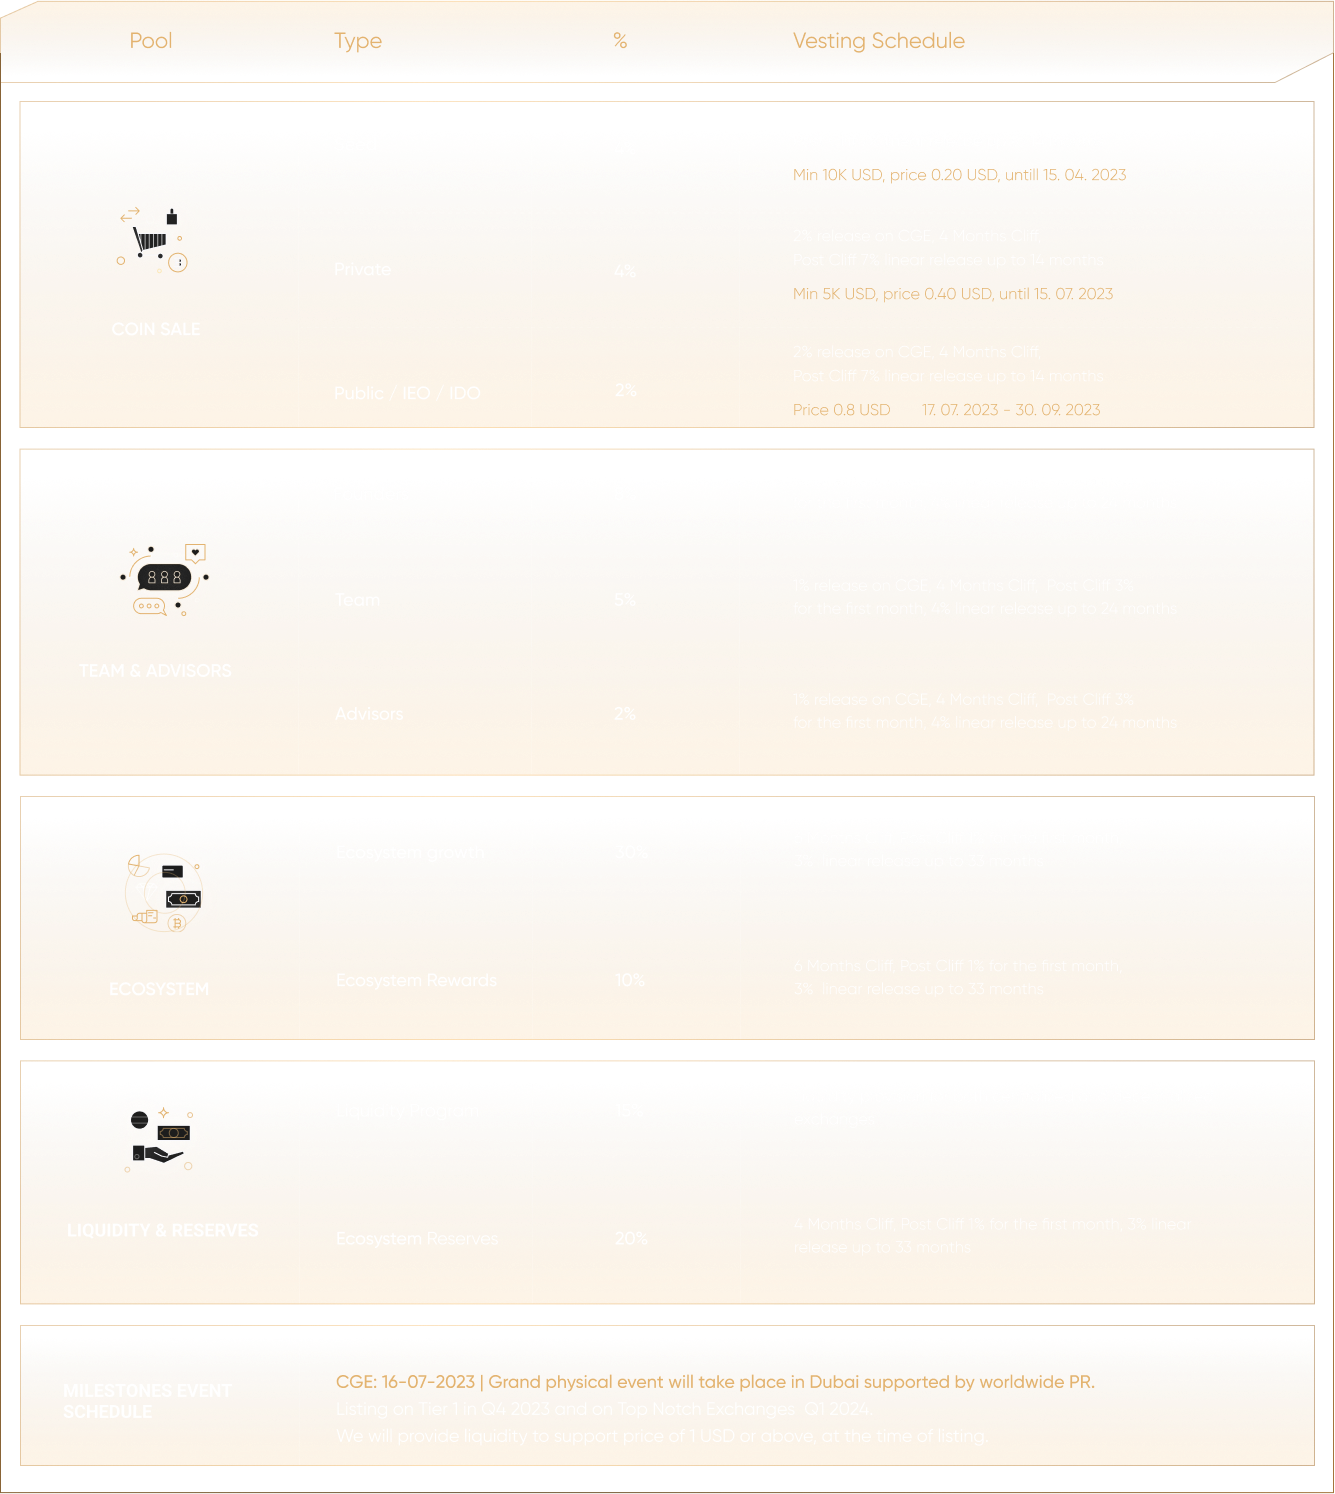 Pool Type % Vesting Schedule
Min 10K USD, price 0.20 USD, untill 15. 04. 2023
2% release on CGE, 4 Months Cliff,
Post Cliff 7% linear release up to 14 months
Private 4%
Min 5K USD, price 0.40 USD, until 15. 07. 2023
COIN SALE
2% release on CGE, 4 Months Cliff,
Post Cliff 7% linear release up to 14 months
Public / IEO / IDO 2%
Price 0.8 USD 17. 07. 2023 - 30. 09. 2023
1% release on CGE, 4 Months Cliff, Post Cliff 3%
Team 5%
for the first month, 4% linear release up to 24 months
TEAM & ADVISORS
1% release on CGE, 4 Months Cliff, Post Cliff 3%
Advisors 2%
for the first month, 4% linear release up to 24 months
Ecosystem growth
6 Months Cliff, Post Cliff 1% for the first month,
Ecosystem Rewards 10%
3% linear release up to 33 months
ECOSYSTEM
15%
4 Months Cliff, Post Cliff 1% for the first month, 3% linear
LIQUIDITY & RESERVES
Ecosystem Reserves 20%
release up to 33 months
CGE: 16-07-2023 | Grand physical event will take place in Dubai supported by worldwide PR.
MILESTONES EVENT
SCHEDULE
Listing on Tier 1 in Q4 2023 and on Top Notch Exchanges Q1 2024.
We will provide liquidity to support price of 1 USD or above, at the time of listing.